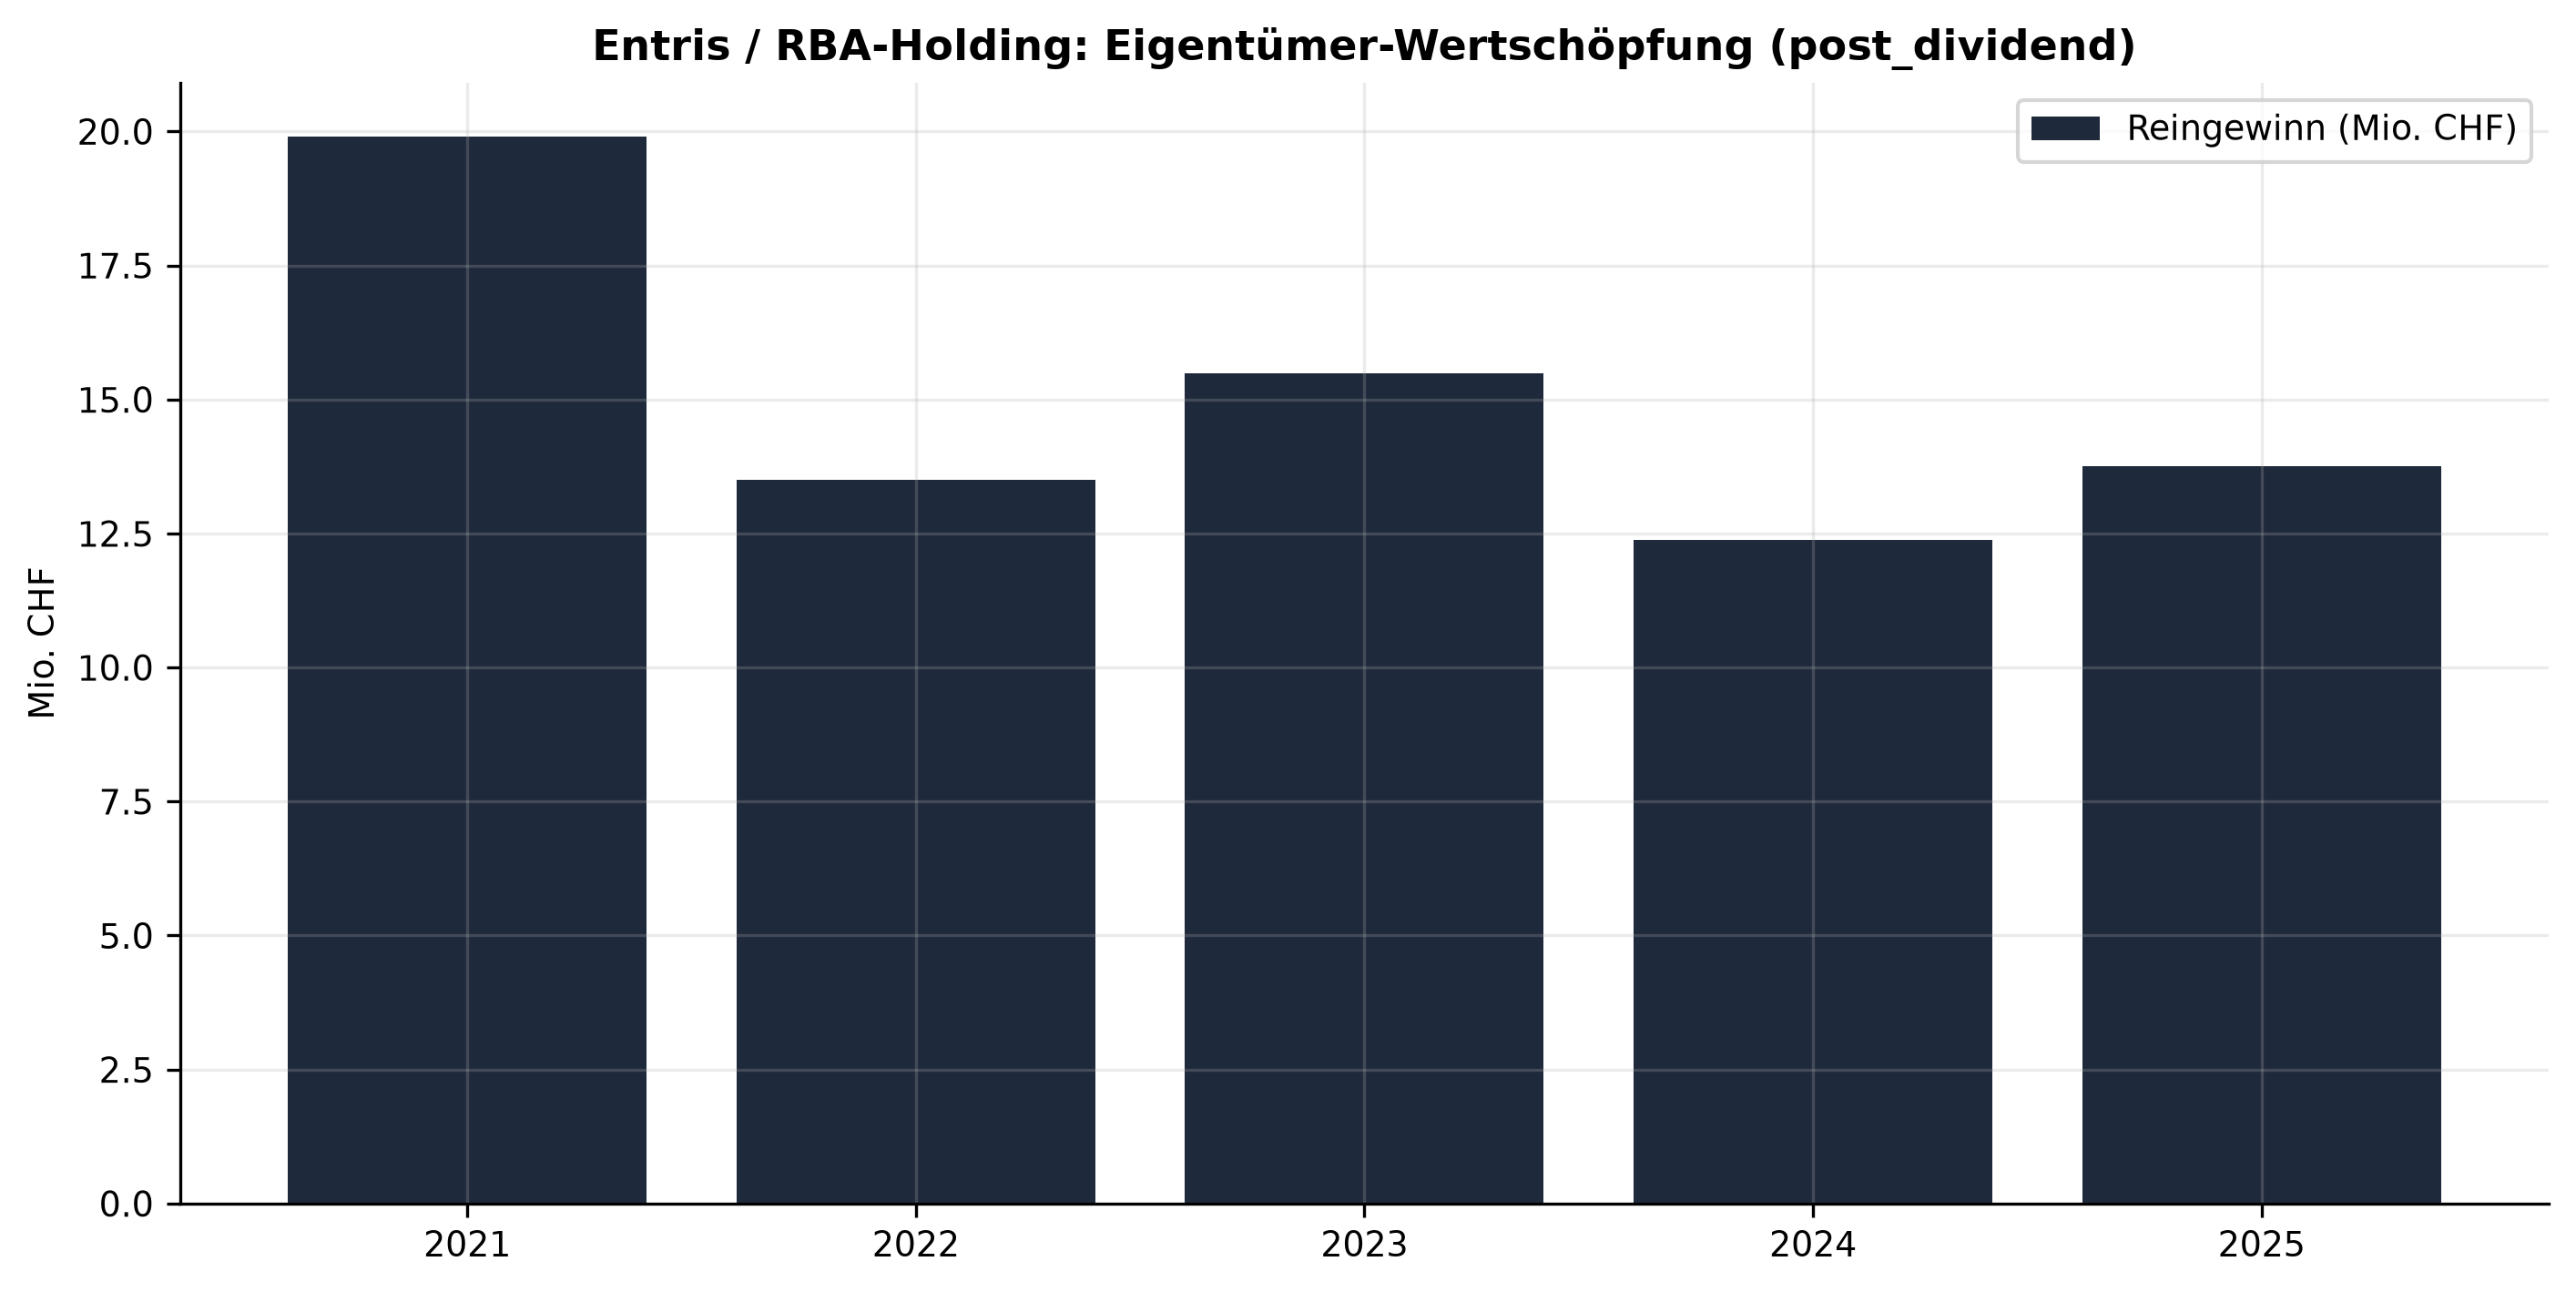 Entris / RBA-Holding: Eigentümer-Wertschöpfung (post_dividend)
Reingewinn (Mio. CHF)
Mio. CHF
20.0
17.5
15.0
12.5
10.0
7.5
5.0
2.5
0.0
2021 2022 2023 2024 2025